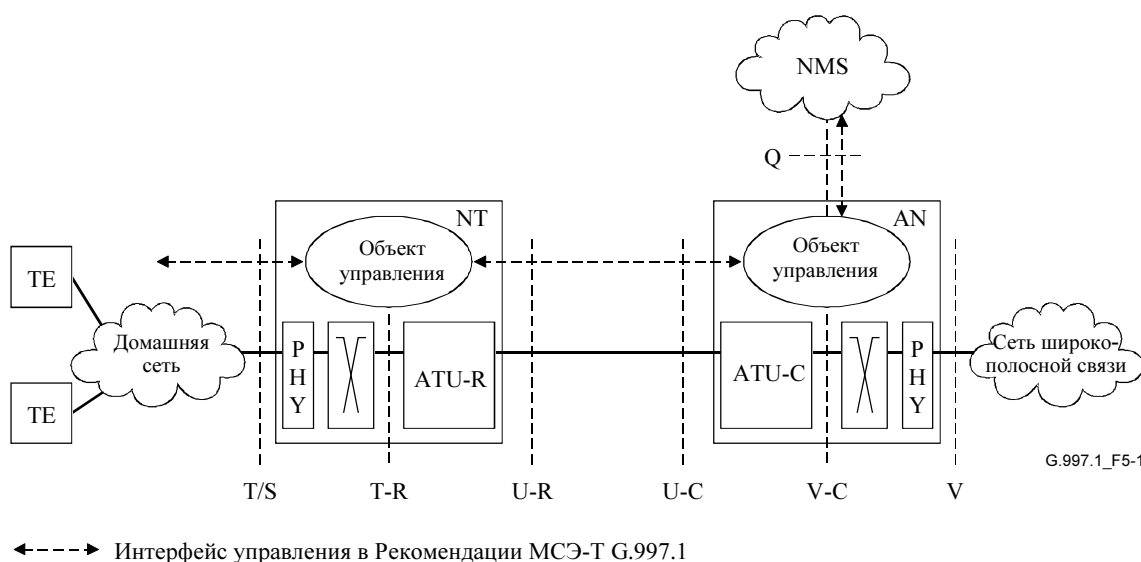 NMS
Q
NT
AN
Объект
управления
Объект
управления
TE
TE
Домашняя
сеть
P
H
Y
ATU-R
ATU-C
P
H
Y
Сеть широко-
полосной связи
G.997.1_F5-1
T/S
T-R
U-R
U-C
V-C
V
Интерфейс управления в Рекомендации МСЭ-Т G.997.1